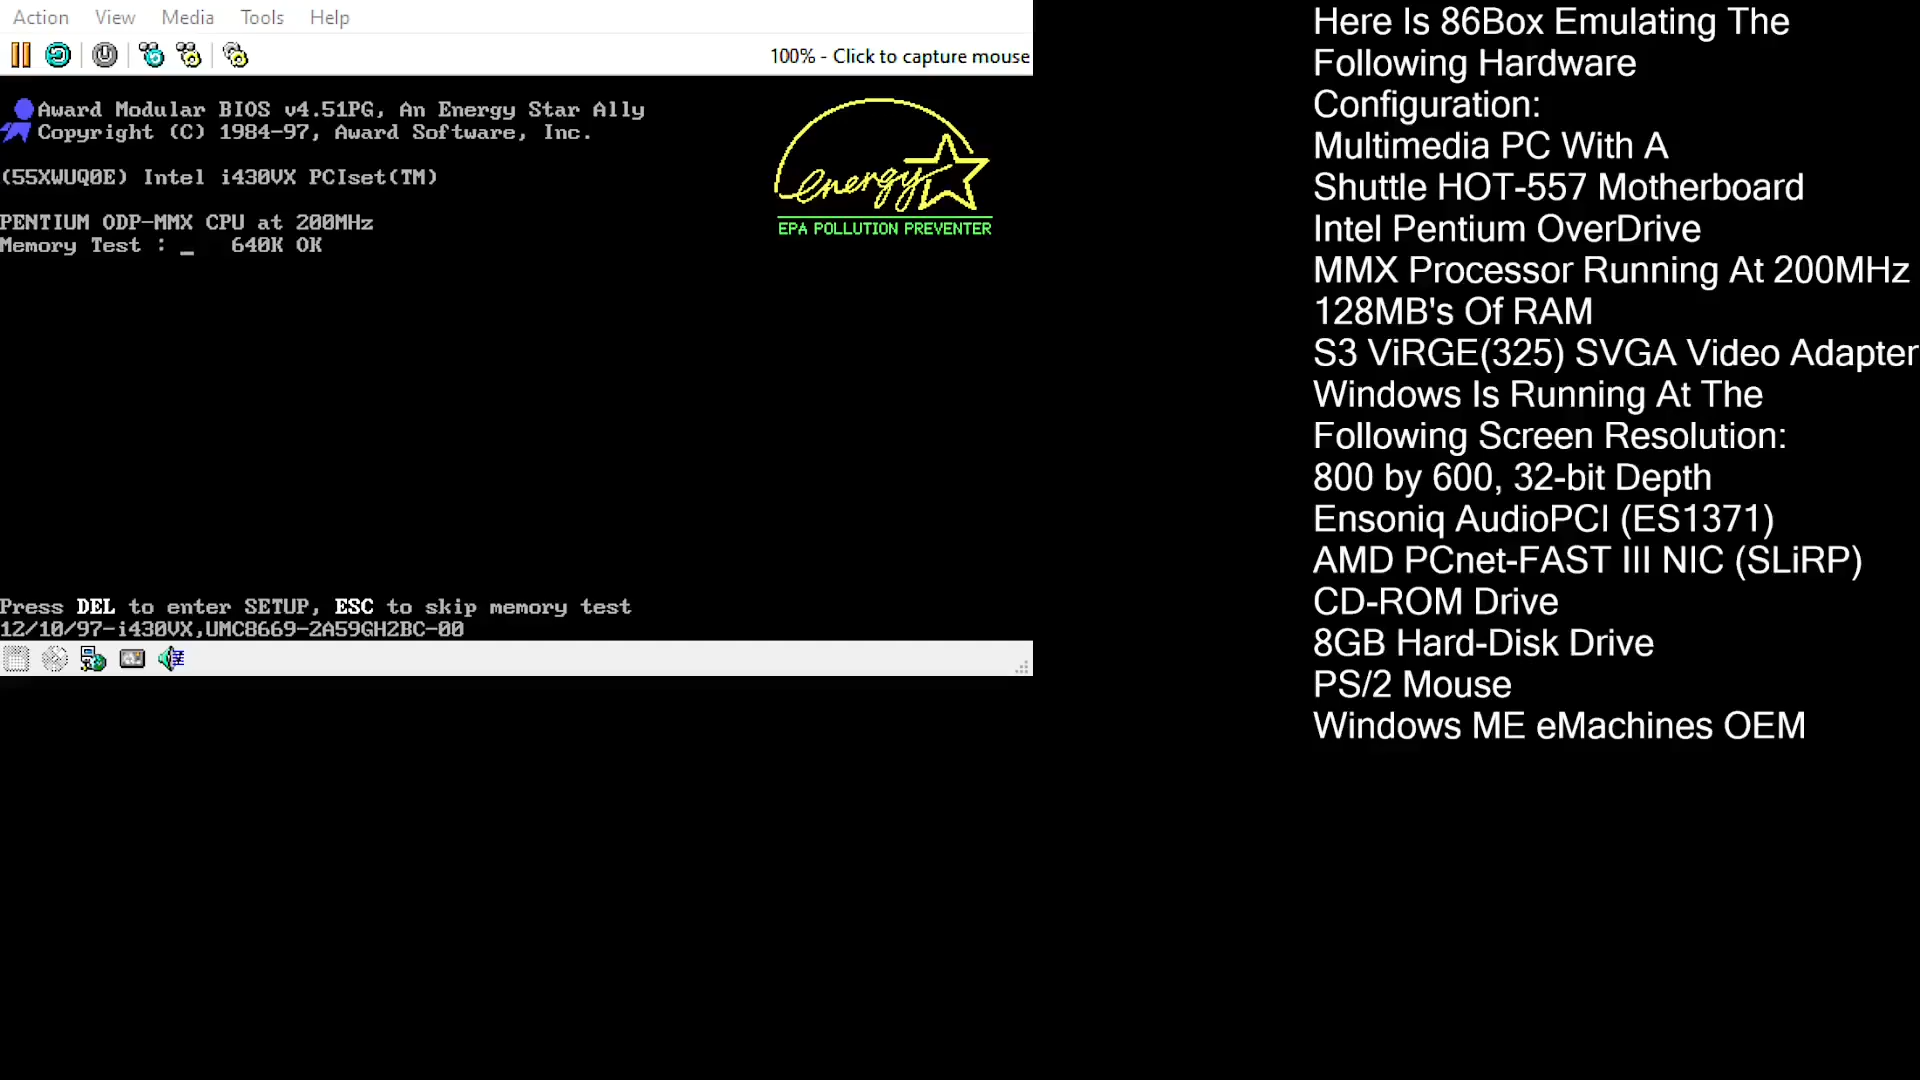 Action View Media Tools Help
100% - Click to capture mouse
Award Modular BIOS v4.51PG, An Energy Star Ally
Copyright (C) 1984-97, Award Software, Inc.
(55XWUQ0E) Intel i430VX PCIset(TM)
PENTIUM ODP-MMX CPU at 200MHz
Memory Test : _ 640K OK
energy
EPA POLLUTION PREVENTER
Press DEL to enter SETUP, ESC to skip memory test
12/10/97-i430VX,UMC8669-2A59GH2BC-00
Here Is 86Box Emulating The
Following Hardware
Configuration:
Multimedia PC With A
Shuttle HOT-557 Motherboard
Intel Pentium OverDrive
MMX Processor Running At 200MHz
128MB's Of RAM
S3 ViRGE(325) SVGA Video Adapter
Windows Is Running At The
Following Screen Resolution:
800 by 600, 32-bit Depth
Ensoniq AudioPCI (ES1371)
AMD PCnet-FAST III NIC (SLiRP)
CD-ROM Drive
8GB Hard-Disk Drive
PS/2 Mouse
Windows ME eMachines OEM